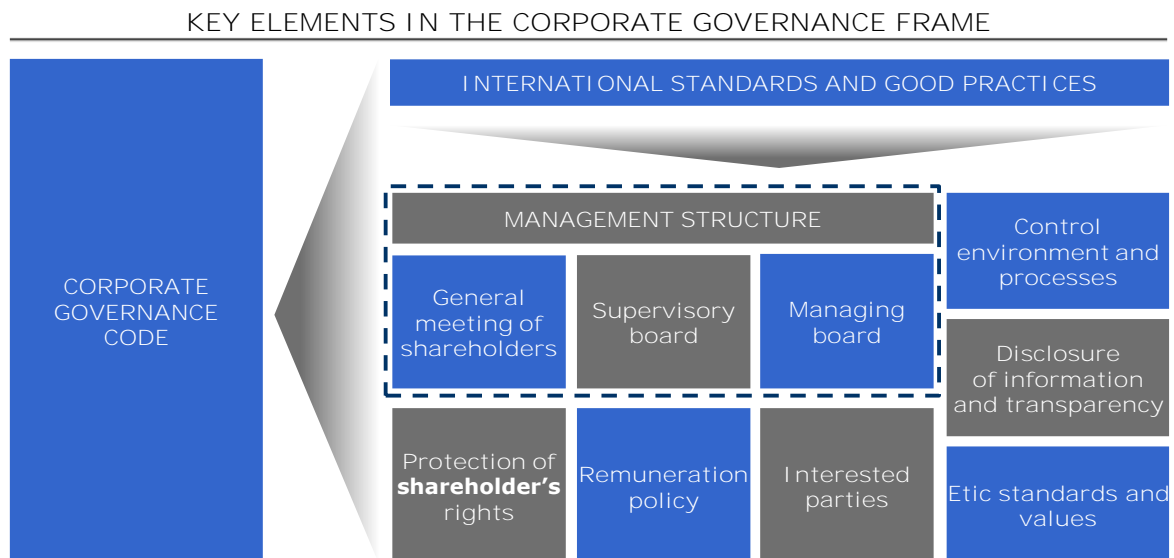 KEY ELEMENTS IN THE CORPORATE GOVERNANCE FRAME
CORPORATE
GOVERNANCE
CODE
INTERNATIONAL STANDARDS AND GOOD PRACTICES
MANAGEMENT STRUCTURE
General
meeting of
shareholders
Supervisory
board
Managing
board
Control
environment and
processes
Disclosure
of information
and transparency
Protection of
shareholder’s
rights
Remuneration
policy
Interested
parties
Etic standards and
values